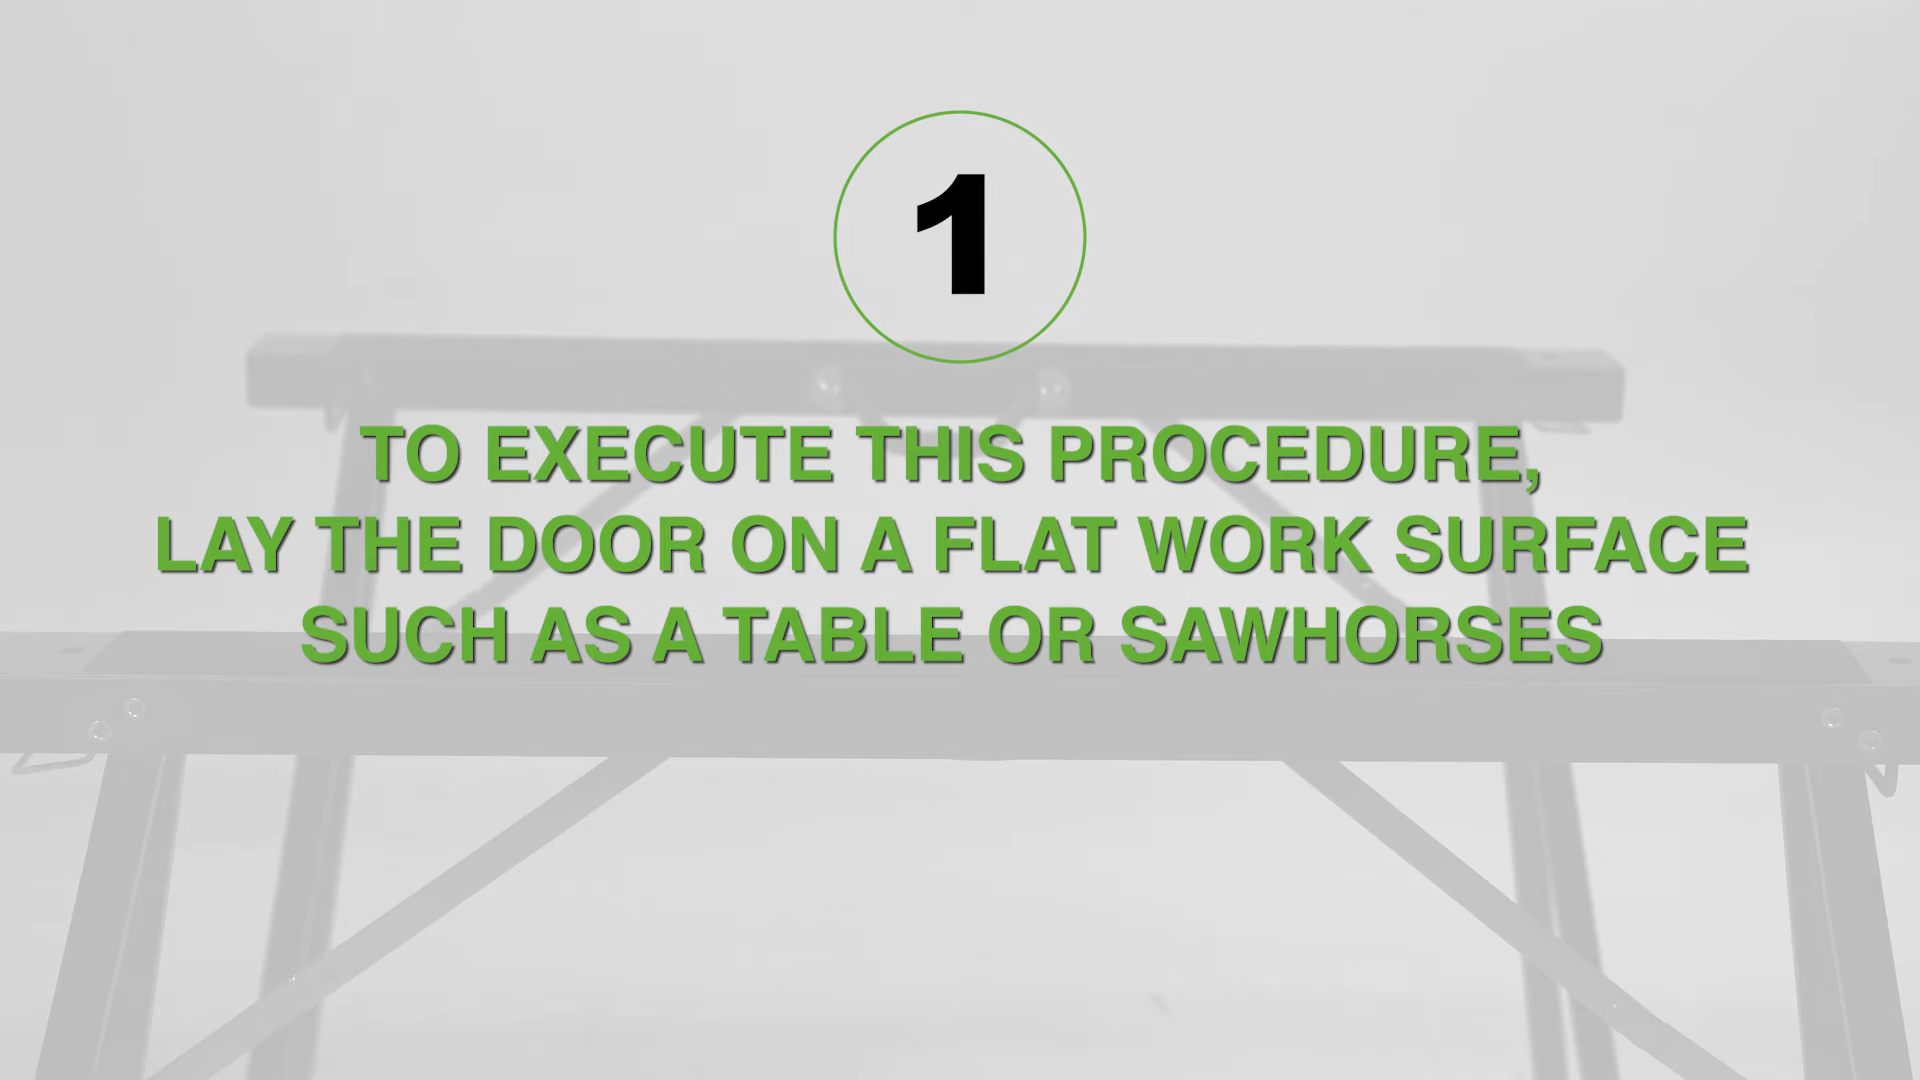 1
TO EXECUTE THIS PROCEDURE,
LAY THE DOOR ON A FLAT WORK SURFACE
SUCH AS A TABLE OR SAWHORSES